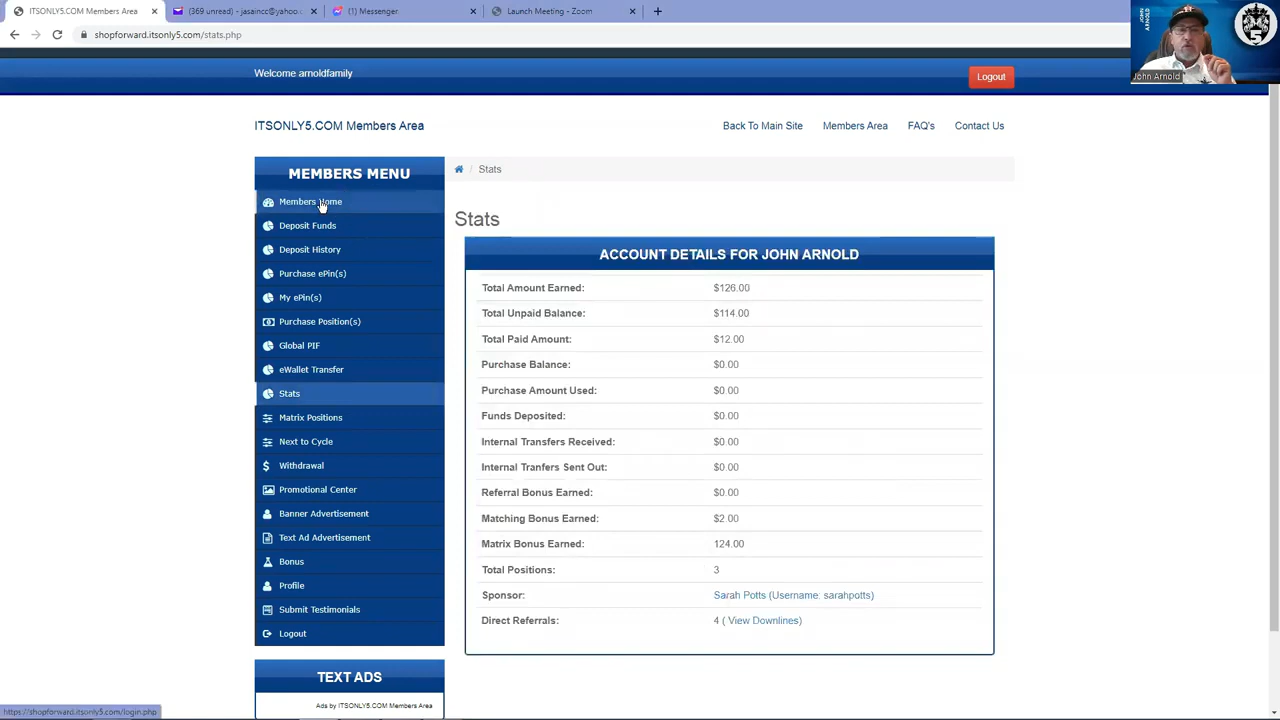 ITSONLY5.COM Members Area
(369 unread) - jasaincc@yahoo.c
(1) Messenger
Launch Meeting - Zoom
shopforward.itsonly5.com/stats.php
JOHN ARNOLD
5
John Arnold
Welcome arnoldfamily
Logout
ITSONLY5.COM Members Area
Back To Main Site
Members Area
FAQ's
Contact Us
MEMBERS MENU
Members Home
Deposit Funds
Deposit History
Purchase ePin(s)
My ePin(s)
Purchase Position(s)
Global PIF
eWallet Transfer
Stats
Matrix Positions
Next to Cycle
Withdrawal
Promotional Center
Banner Advertisement
Text Ad Advertisement
Bonus
Profile
Submit Testimonials
Logout
TEXT ADS
Ads by ITSONLY5.COM Members Area
/ Stats
Stats
ACCOUNT DETAILS FOR JOHN ARNOLD
Total Amount Earned: $126.00
Total Unpaid Balance: $114.00
Total Paid Amount: $12.00
Purchase Balance: $0.00
Purchase Amount Used: $0.00
Funds Deposited: $0.00
Internal Transfers Received: $0.00
Internal Tranfers Sent Out: $0.00
Referral Bonus Earned: $0.00
Matching Bonus Earned: $2.00
Matrix Bonus Earned: 124.00
Total Positions: 3
Sponsor: Sarah Potts (Username: sarahpotts)
Direct Referrals: 4 ( View Downlines)
https://shopforward.itsonly5.com/login.php